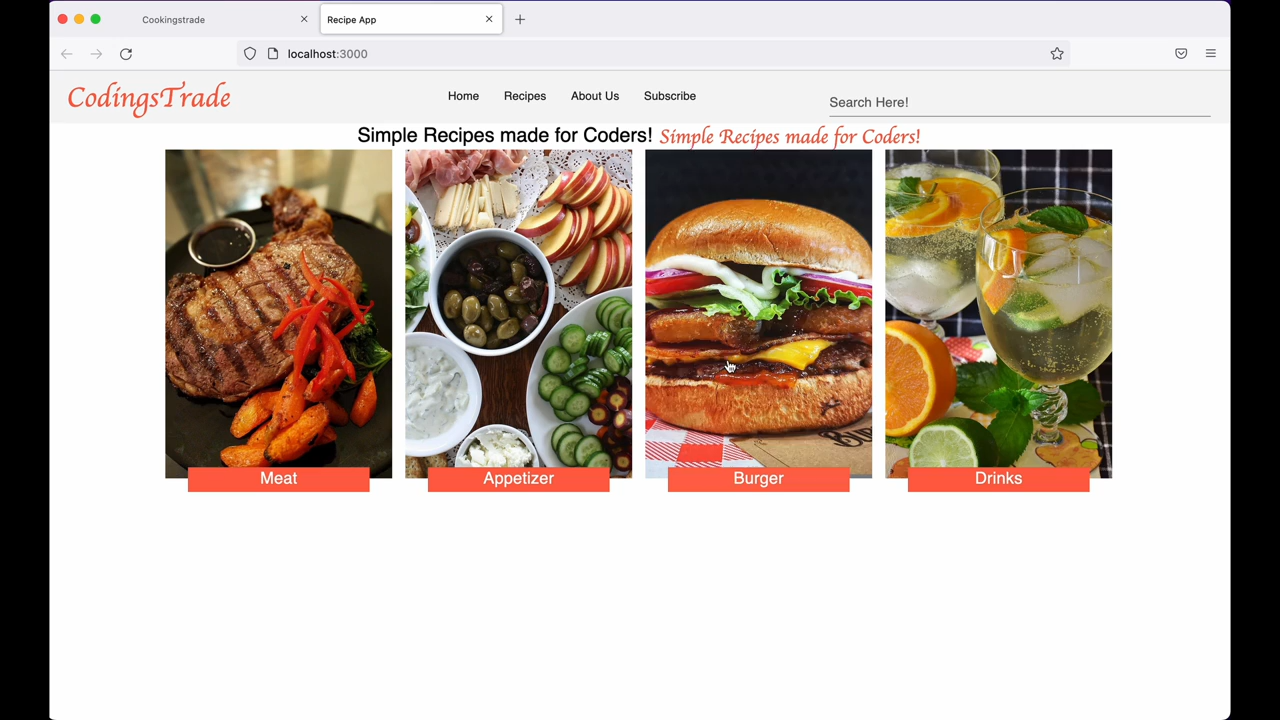 Cookingstrade
Recipe App
localhost:3000
CodingsTrade
Home Recipes About Us Subscribe
Search Here!
Simple Recipes made for Coders! Simple Recipes made for Coders!
Meat Appetizer Burger Drinks